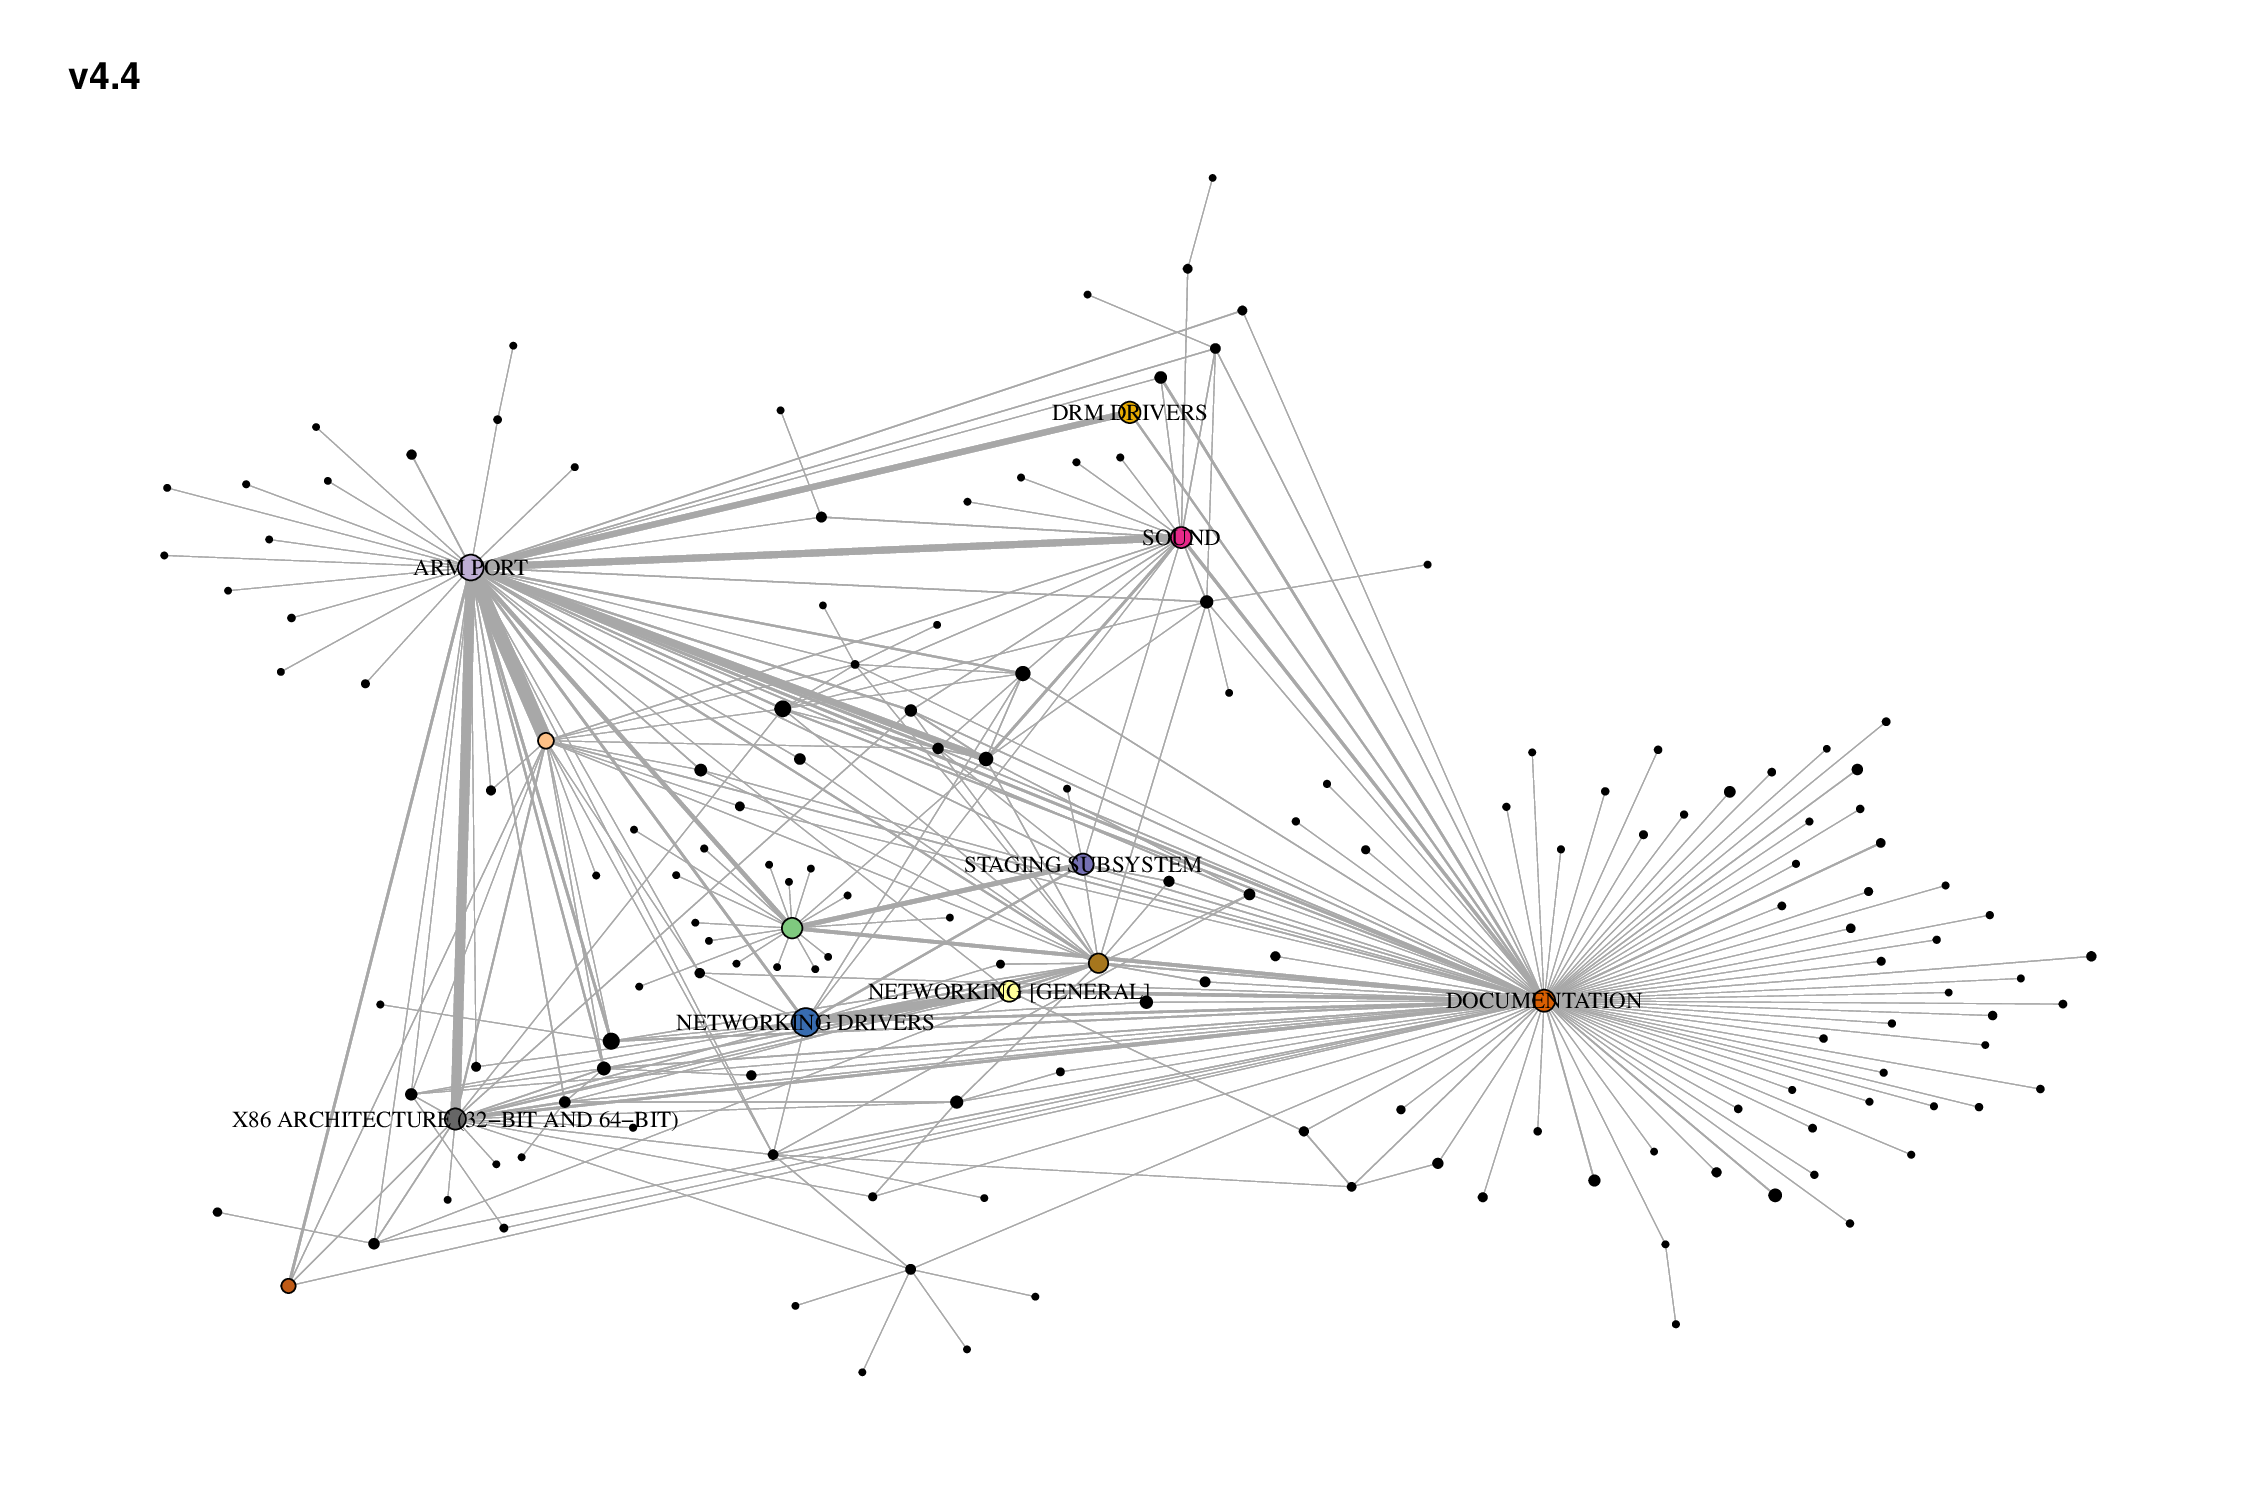 v4.4
DRM DRIVERS
SOUND
ARM PORT
STAGING SUBSYSTEM
NETWORKING [GENERAL]
DOCUMENTATION
NETWORKING DRIVERS
X86 ARCHITECTURE (32−BIT AND 64−BIT)